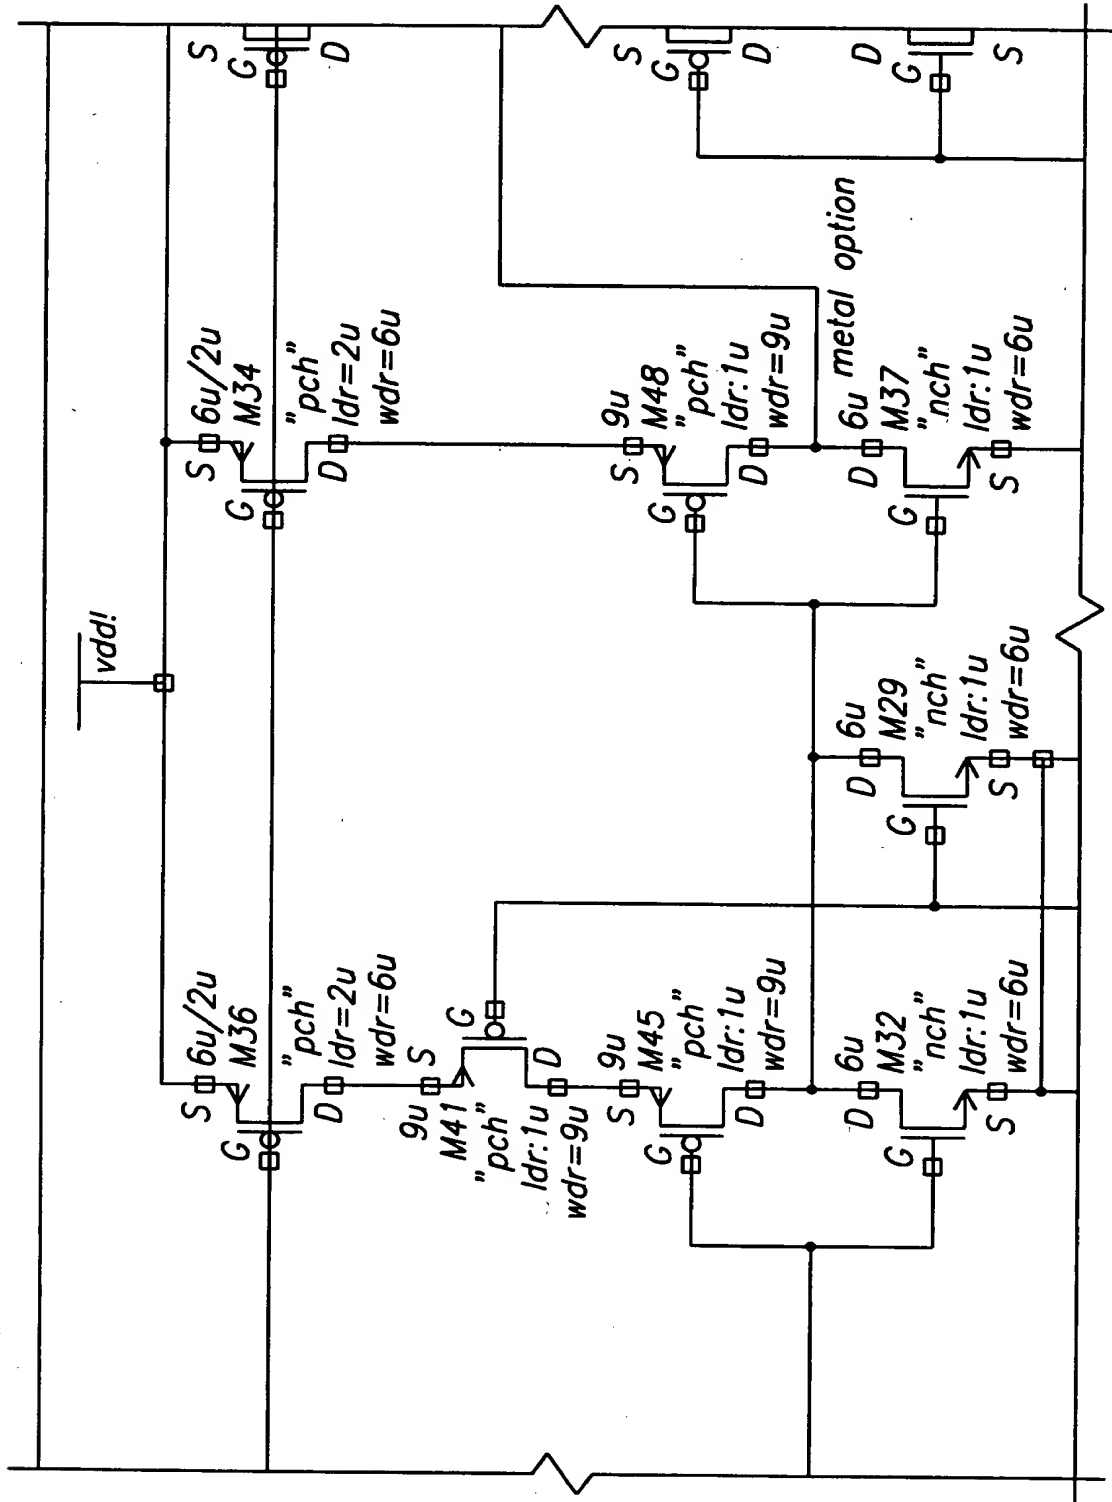 vdd!
S
G
D
S
G
D
D
G
S
S 6u/2u
M34
G
"pch"
ldr=2u
D wdr=6u
9u
S M48
G "pch"
ldr:1u
D wdr=9u
6u metal option
D M37
G "nch"
ldr:1u
S wdr=6u
6u
D M29
G "nch"
ldr:1u
S wdr=6u
S 6u/2u
M36
G
"pch"
ldr=2u
D wdr=6u
S
G
9u
M41
"pch"
D
ldr:1u
wdr=9u
9u
S M45
G "pch"
ldr:1u
D wdr=9u
6u
D M32
G "nch"
ldr:1u
S wdr=6u